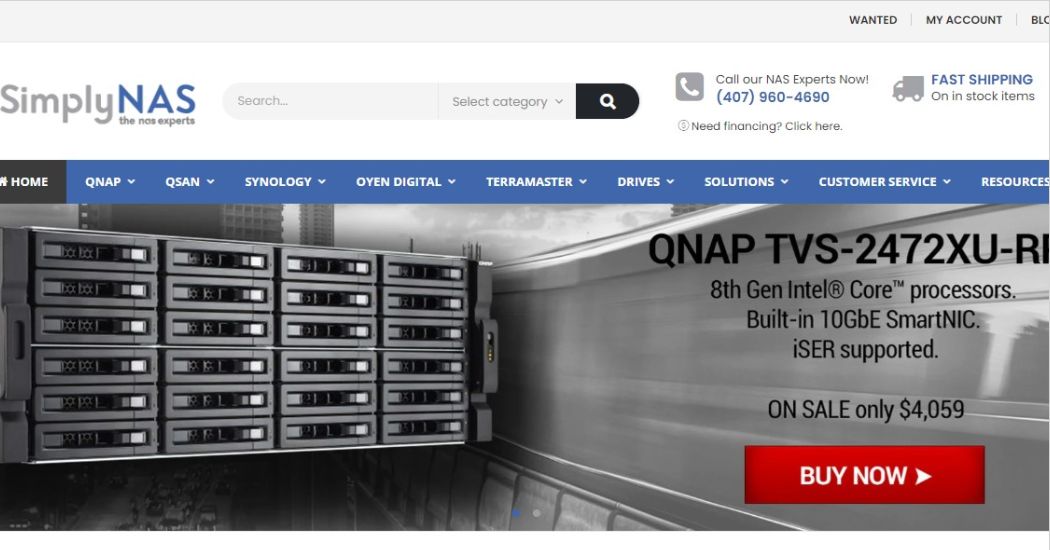 WANTED
MY ACCOUNT
BLO
SimplyNAS
the nas experts
Search...
Select category
Call our NAS Experts Now!
(407) 960-4690
Need financing? Click here.
FAST SHIPPING
On in stock items
HOME
QNAP
QSAN
SYNOLOGY
OYEN DIGITAL
TERRAMASTER
DRIVES
SOLUTIONS
CUSTOMER SERVICE
RESOURCES
QNAP TVS-2472XU-RP
8th Gen Intel® Core™ processors.
Built-in 10GbE SmartNIC.
iSER supported.
ON SALE only $4,059
BUY NOW ➤